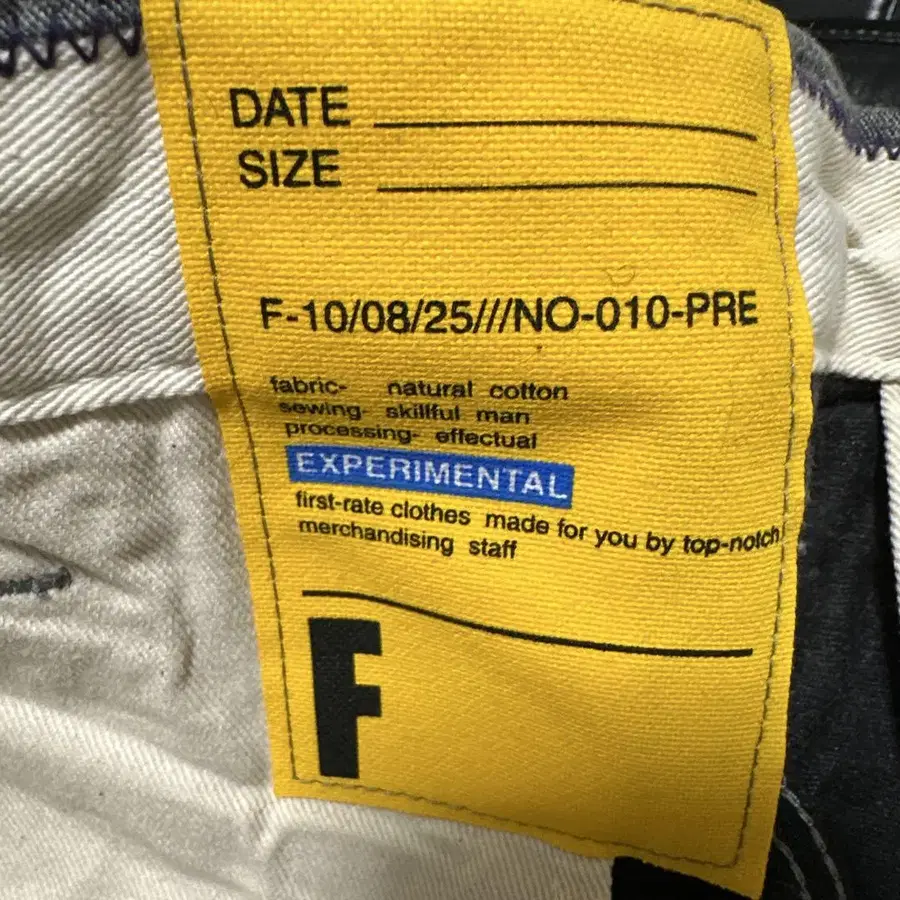 DATE
SIZE
F-10/08/25///NO-010-PRE
fabric- natural cotton
sewing- skillful man
processing- effectual
EXPERIMENTAL
first-rate clothes made for you by top-notch
merchandising staff
F